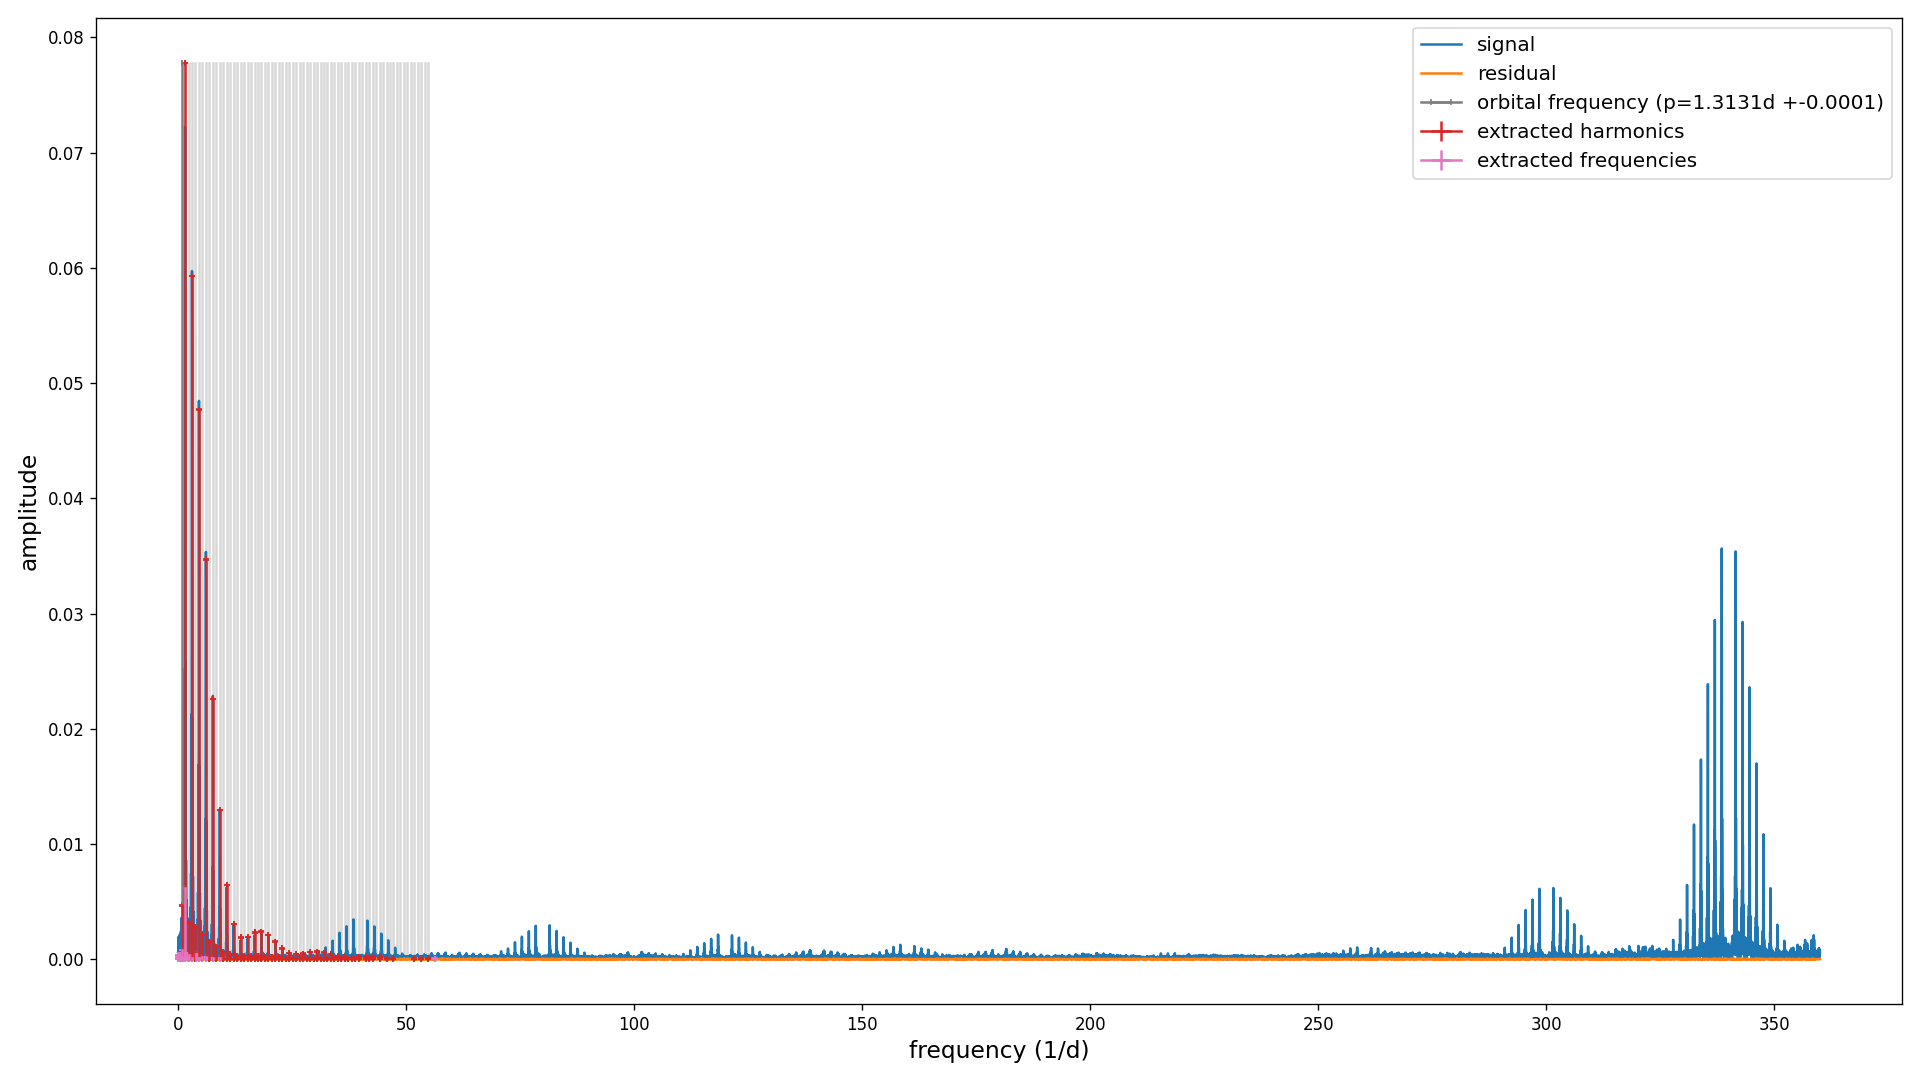 signal
residual
orbital frequency (p=1.3131d +-0.0001)
extracted harmonics
extracted frequencies
0.08
0.07
0.06
0.05
0.04
0.03
0.02
0.01
0.00
amplitude
0 50 100 150 200 250 300 350
frequency (1/d)